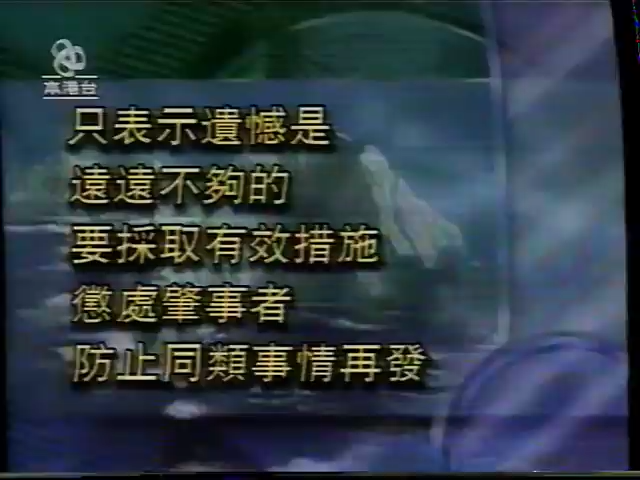 本港台
只表示遺憾是
遠遠不夠的
要採取有效措施
懲處肇事者
防止同類事情再發